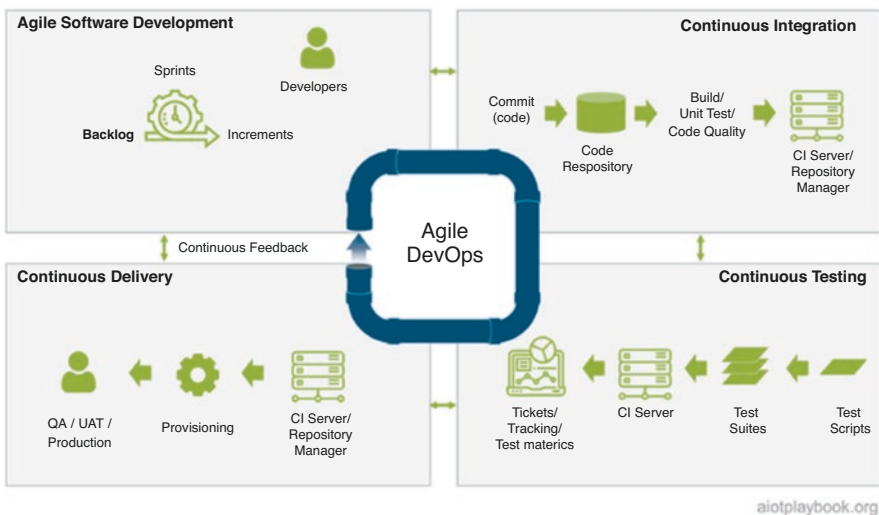 Agile Software Development
Sprints
Developers
Backlog
Increments
Continuous Integration
Commit
(code)
Code
Respository
Build/
Unit Test/
Code Quality
CI Server/
Repository
Manager
Agile
DevOps
Continuous Feedback
Continuous Delivery
QA / UAT /
Production
Provisioning
CI Server/
Repository
Manager
Continuous Testing
Tickets/
Tracking/
Test materics
CI Server
Test
Suites
Test
Scripts
aiotplaybook.org